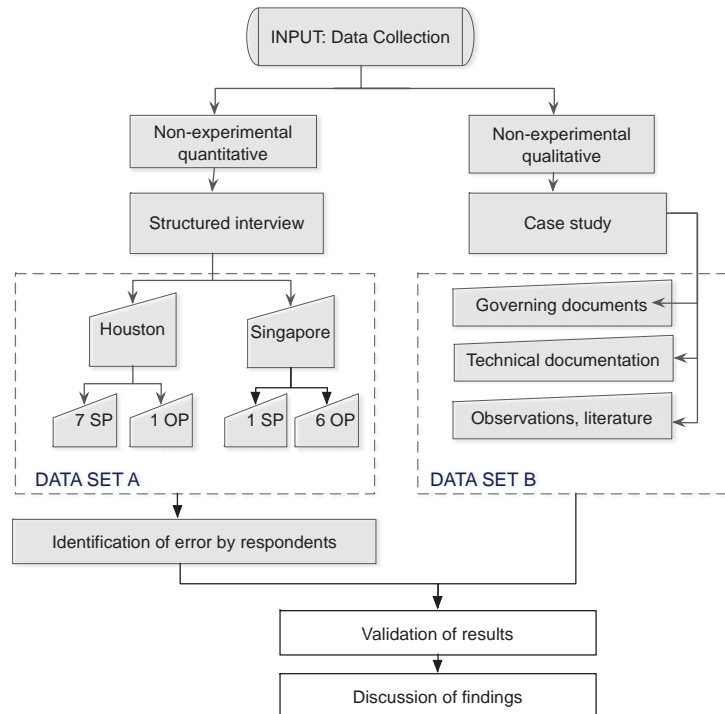 INPUT: Data Collection
Non-experimental
quantitative
Non-experimental
qualitative
Structured interview
Case study
Houston
Singapore
Governing documents
Technical documentation
7 SP
1 OP
1 SP
6 OP
Observations, literature
DATA SET A
DATA SET B
Identification of error by respondents
Validation of results
Discussion of findings